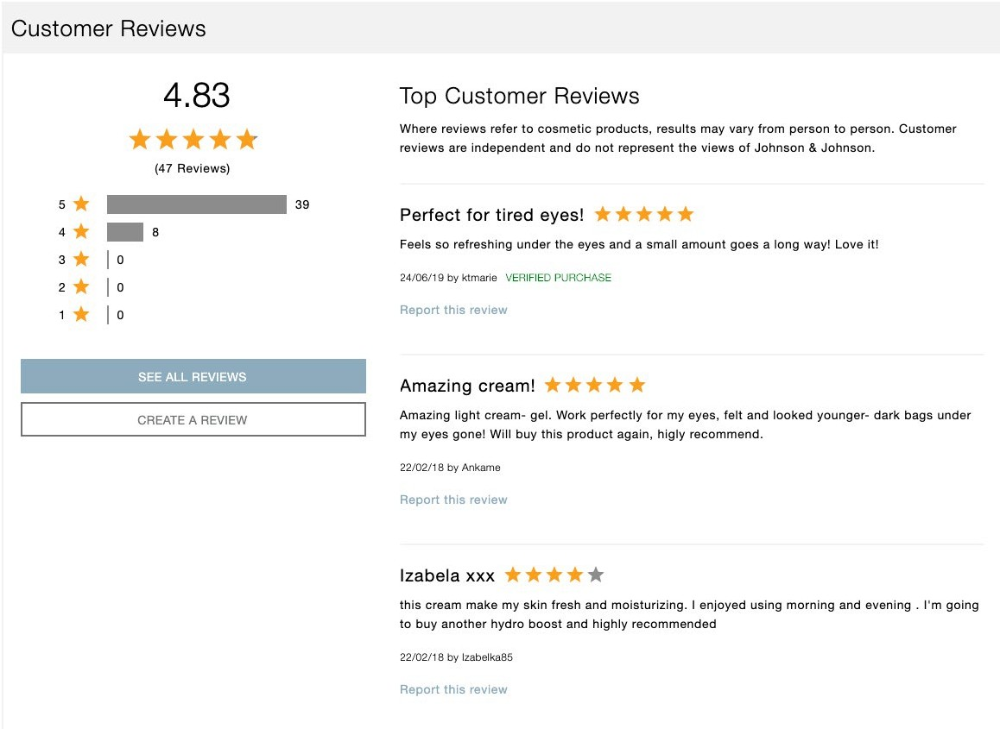 Customer Reviews
4.83
(47 Reviews)
5 39
4 8
3 0
2 0
1 0
SEE ALL REVIEWS
CREATE A REVIEW
Top Customer Reviews
Where reviews refer to cosmetic products, results may vary from person to person. Customer
reviews are independent and do not represent the views of Johnson & Johnson.
Perfect for tired eyes!
Feels so refreshing under the eyes and a small amount goes a long way! Love it!
24/06/19 by ktmarie VERIFIED PURCHASE
Report this review
Amazing cream!
Amazing light cream- gel. Work perfectly for my eyes, felt and looked younger- dark bags under
my eyes gone! Will buy this product again, higly recommend.
22/02/18 by Ankame
Report this review
Izabela xxx
this cream make my skin fresh and moisturizing. I enjoyed using morning and evening . I'm going
to buy another hydro boost and highly recommended
22/02/18 by Izabelka85
Report this review